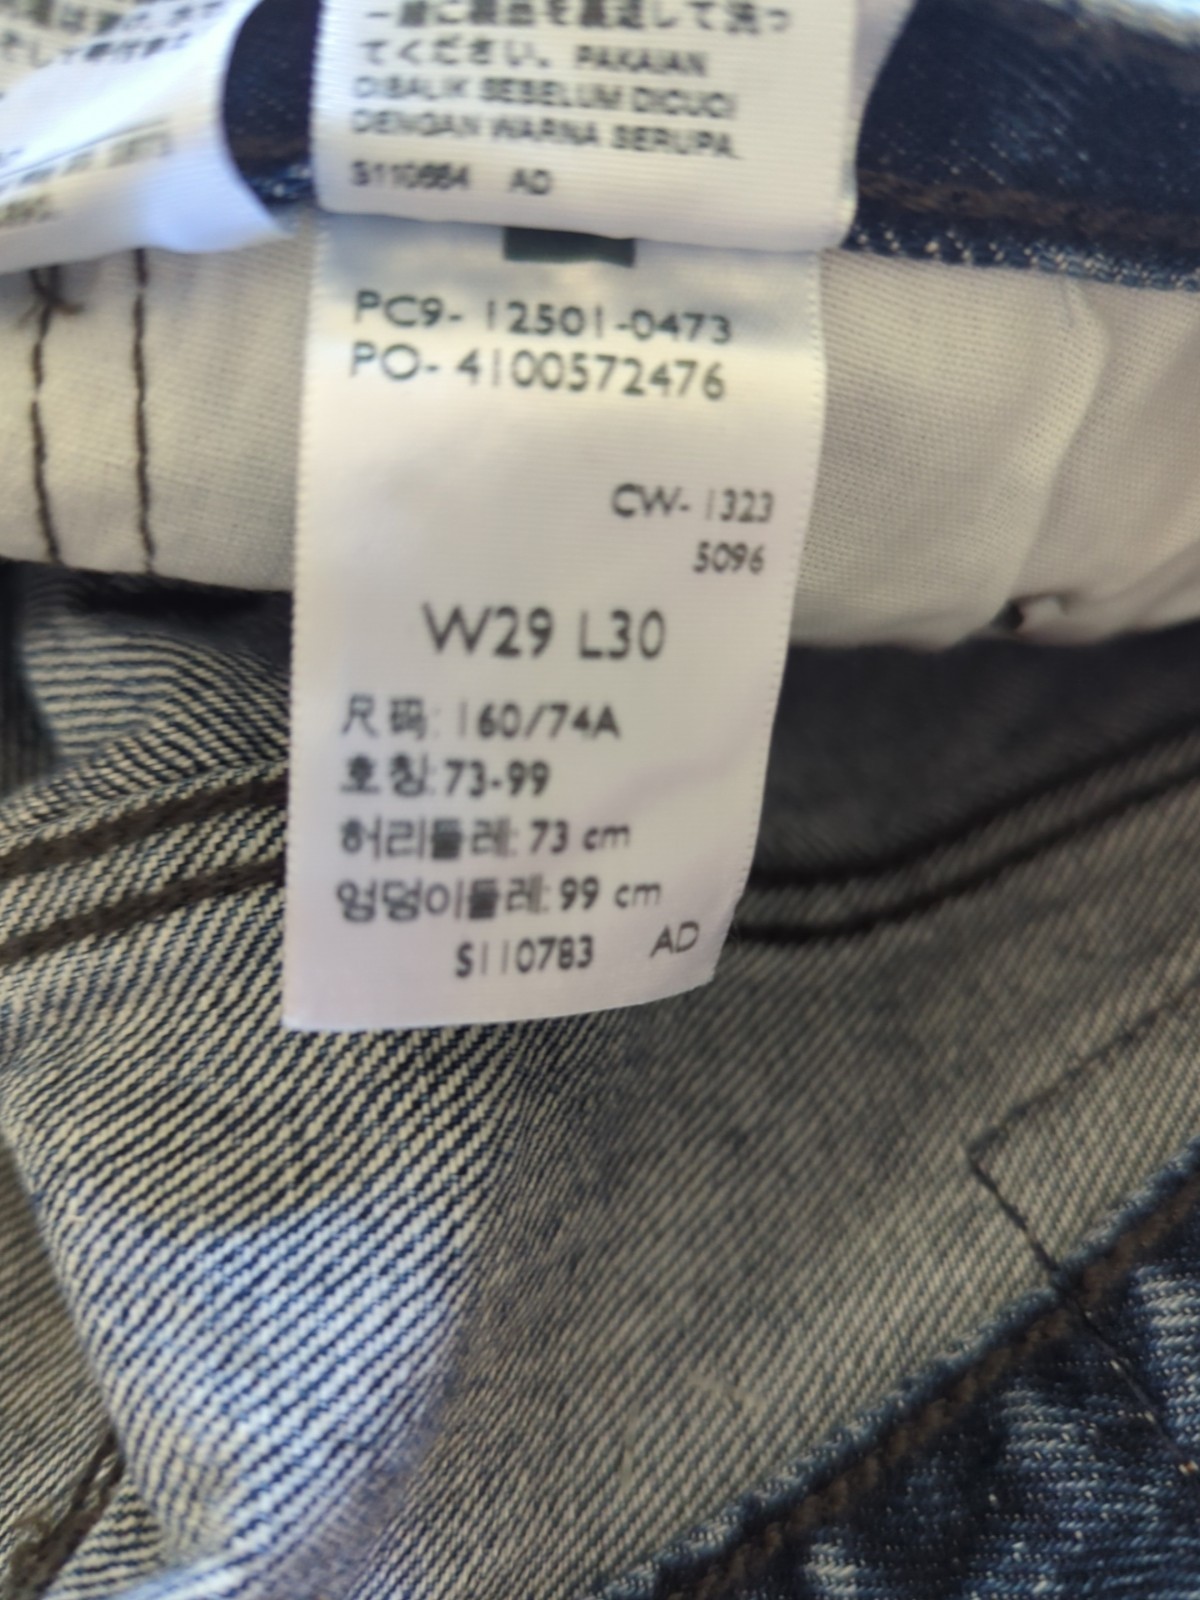 てください。PAKAIAN
DIBALIK SEBELUM DICUCI
DENGAN WARNA SERUPA.
S110664 AD
PC9-12501-0473
PO-4100572476
CW-1323
5096
W29 L30
尺码: 160/74A
호칭:73-99
허리둘레: 73 cm
엉덩이둘레: 99 cm
S110783 AD